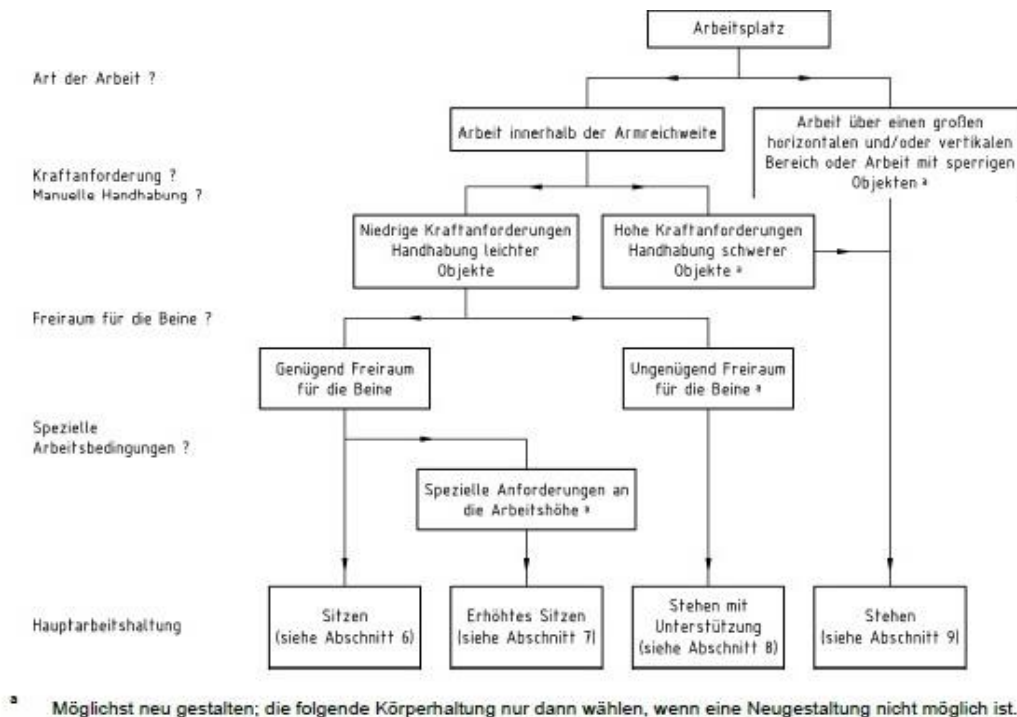 Arbeitsplatz
Art der Arbeit ?
Arbeit innerhalb der Armreichweite
Arbeit über einen großen
horizontalen und/oder vertikalen
Bereich oder Arbeit mit sperrigen
Objekten a
Kraftanforderung ?
Manuelle Handhabung ?
Niedrige Kraftanforderungen
Handhabung leichter
Objekte
Hohe Kraftanforderungen
Handhabung schwerer
Objekte a
Freiraum für die Beine ?
Genügend Freiraum
für die Beine
Ungenügend Freiraum
für die Beine a
Spezielle
Arbeitsbedingungen ?
Spezielle Anforderungen an
die Arbeitshöhe a
Hauptarbeitshaltung
Sitzen
(siehe Abschnitt 6)
Erhöhtes Sitzen
(siehe Abschnitt 7)
Stehen mit
Unterstützung
(siehe Abschnitt 8)
Stehen
(siehe Abschnitt 9)
a Möglichst neu gestalten; die folgende Körperhaltung nur dann wählen, wenn eine Neugestaltung nicht möglich ist.